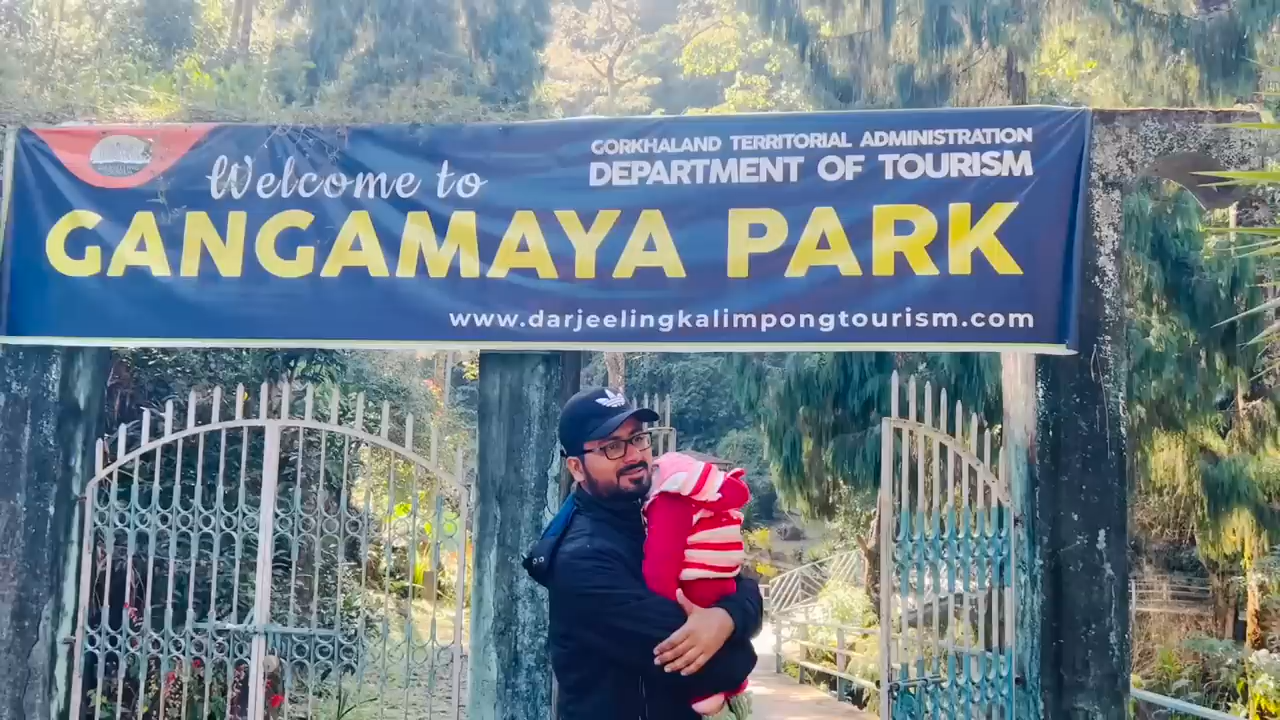 Welcome to
GORKHALAND TERRITORIAL ADMINISTRATION
DEPARTMENT OF TOURISM
GANGAMAYA PARK
www.darjeelingkalimpongtourism.com